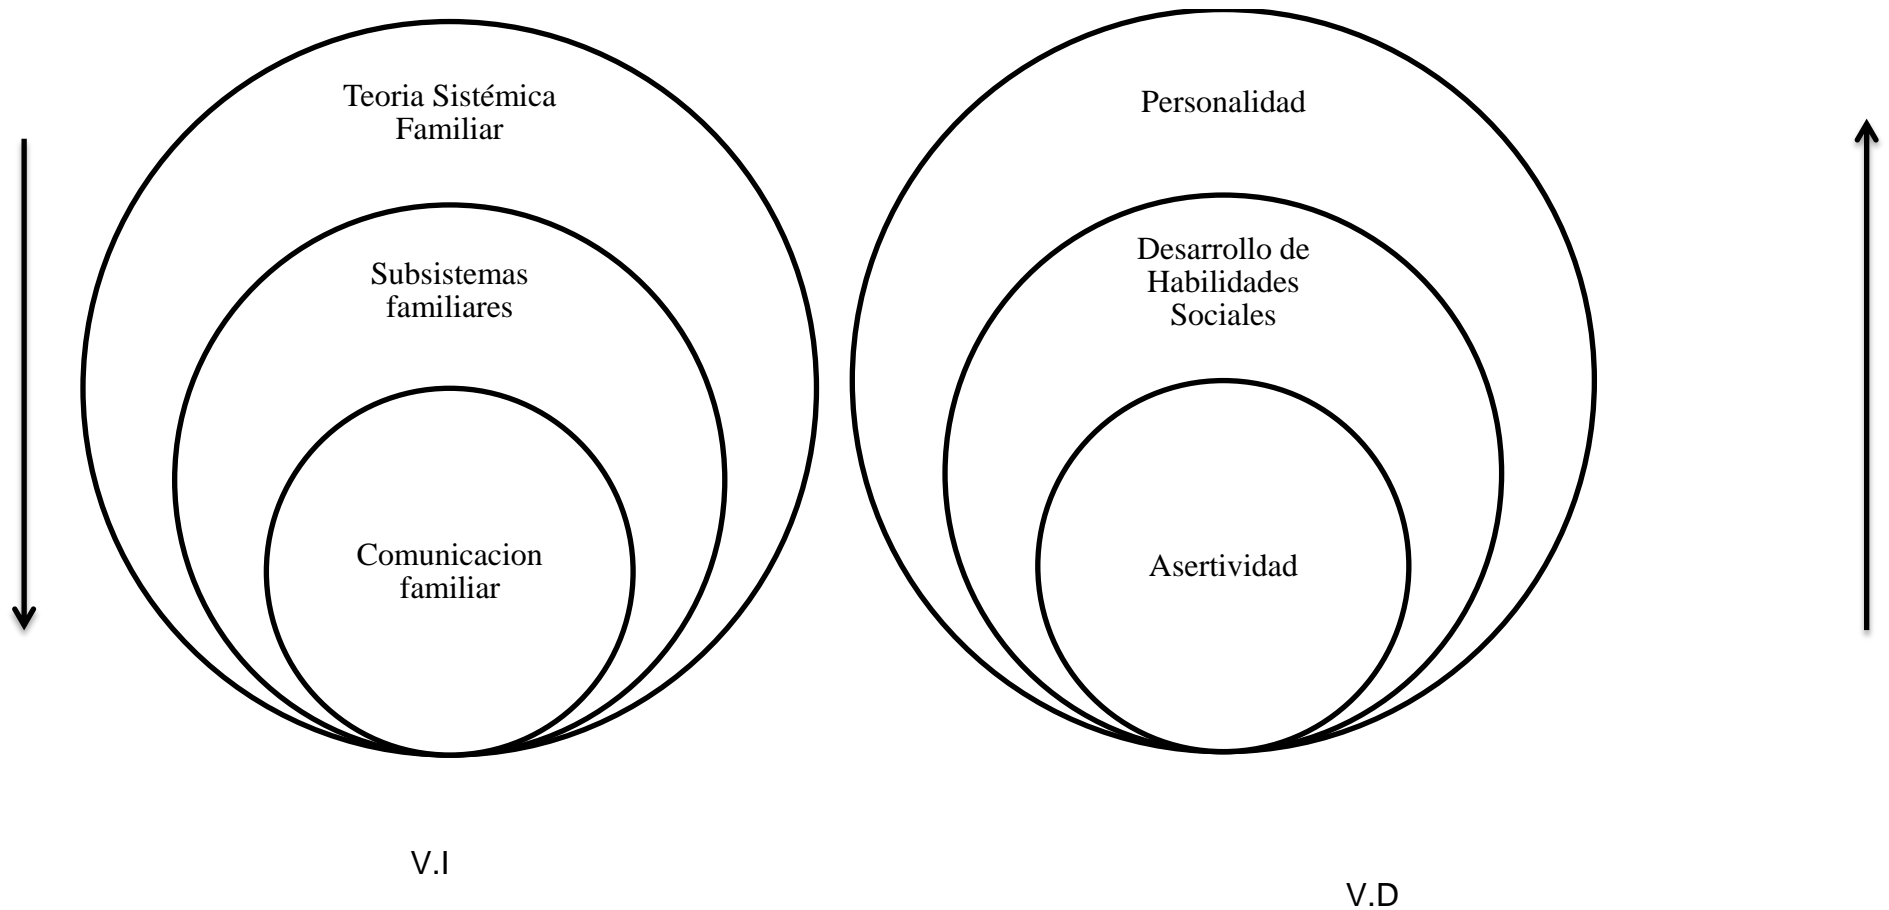 Teoria Sistémica
Familiar
Subsistemas
familiares
Comunicacion
familiar
Personalidad
Desarrollo de
Habilidades
Sociales
Asertividad
V.I
V.D